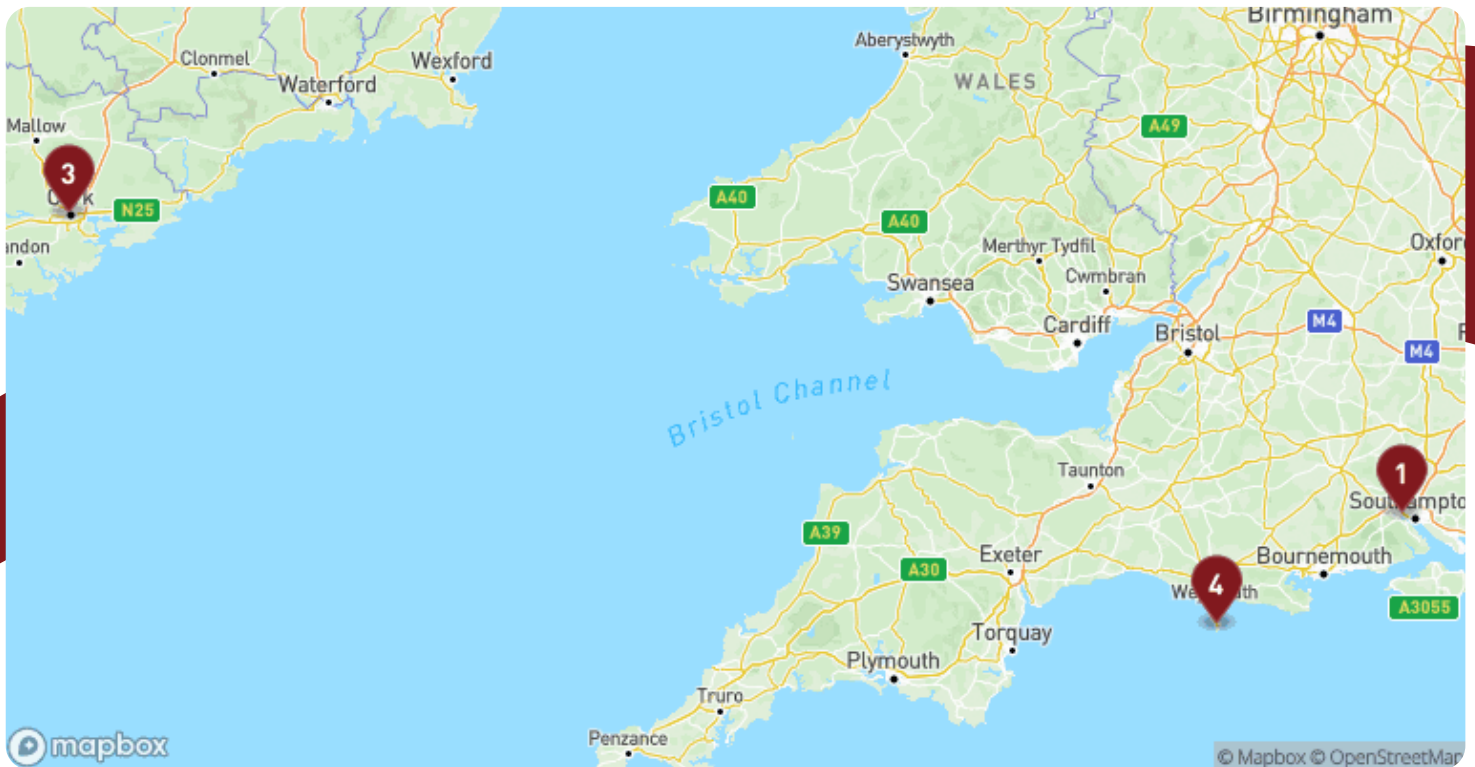 Birmingham
Aberystwyth
Wexford
Clonmel
WALES
Waterford
A49
Mallow
3
A40
N25
A40
Oxfor
Merthyr Tydfil
andon
Cwmbran
Swansea
M4
Cardiff
Bristol
M4
Bristol Channel
Taunton
1
A39
Exeter
Bournemouth
A30
4
A3055
Torquay
Plymouth
Truro
Penzance
mapbox
© Mapbox © OpenStreetMap